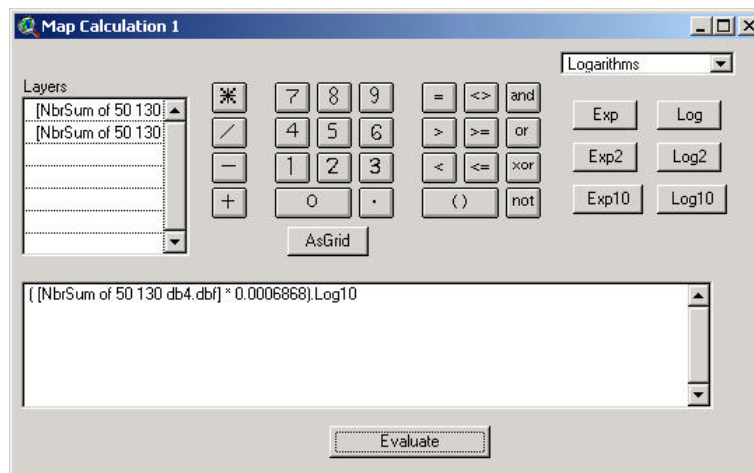 Map Calculation 1
Logarithms
Layers
[NbrSum of 50 130
[NbrSum of 50 130
* 7 8 9 = <> and
/ 4 5 6 > >= or
- 1 2 3 < <= xor
+ 0 . ( ) not
Exp Log
Exp2 Log2
Exp10 Log10
AsGrid
( [NbrSum of 50 130 db4.dbf] * 0.0006868).Log10
Evaluate